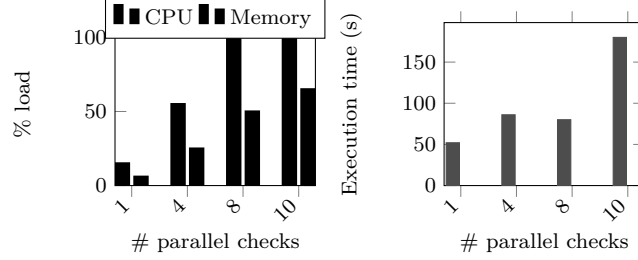 CPU Memory
100
50
0
% load
1 4 8 10
# parallel checks
150
100
50
0
Execution time (s)
1 4 8 10
# parallel checks